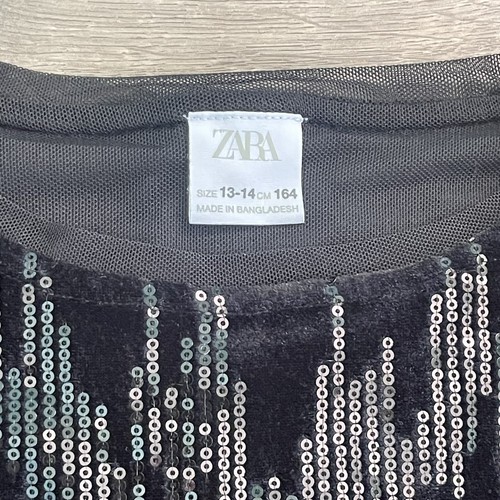 ZARA
SIZE 13-14 CM 164
MADE IN BANGLADESH